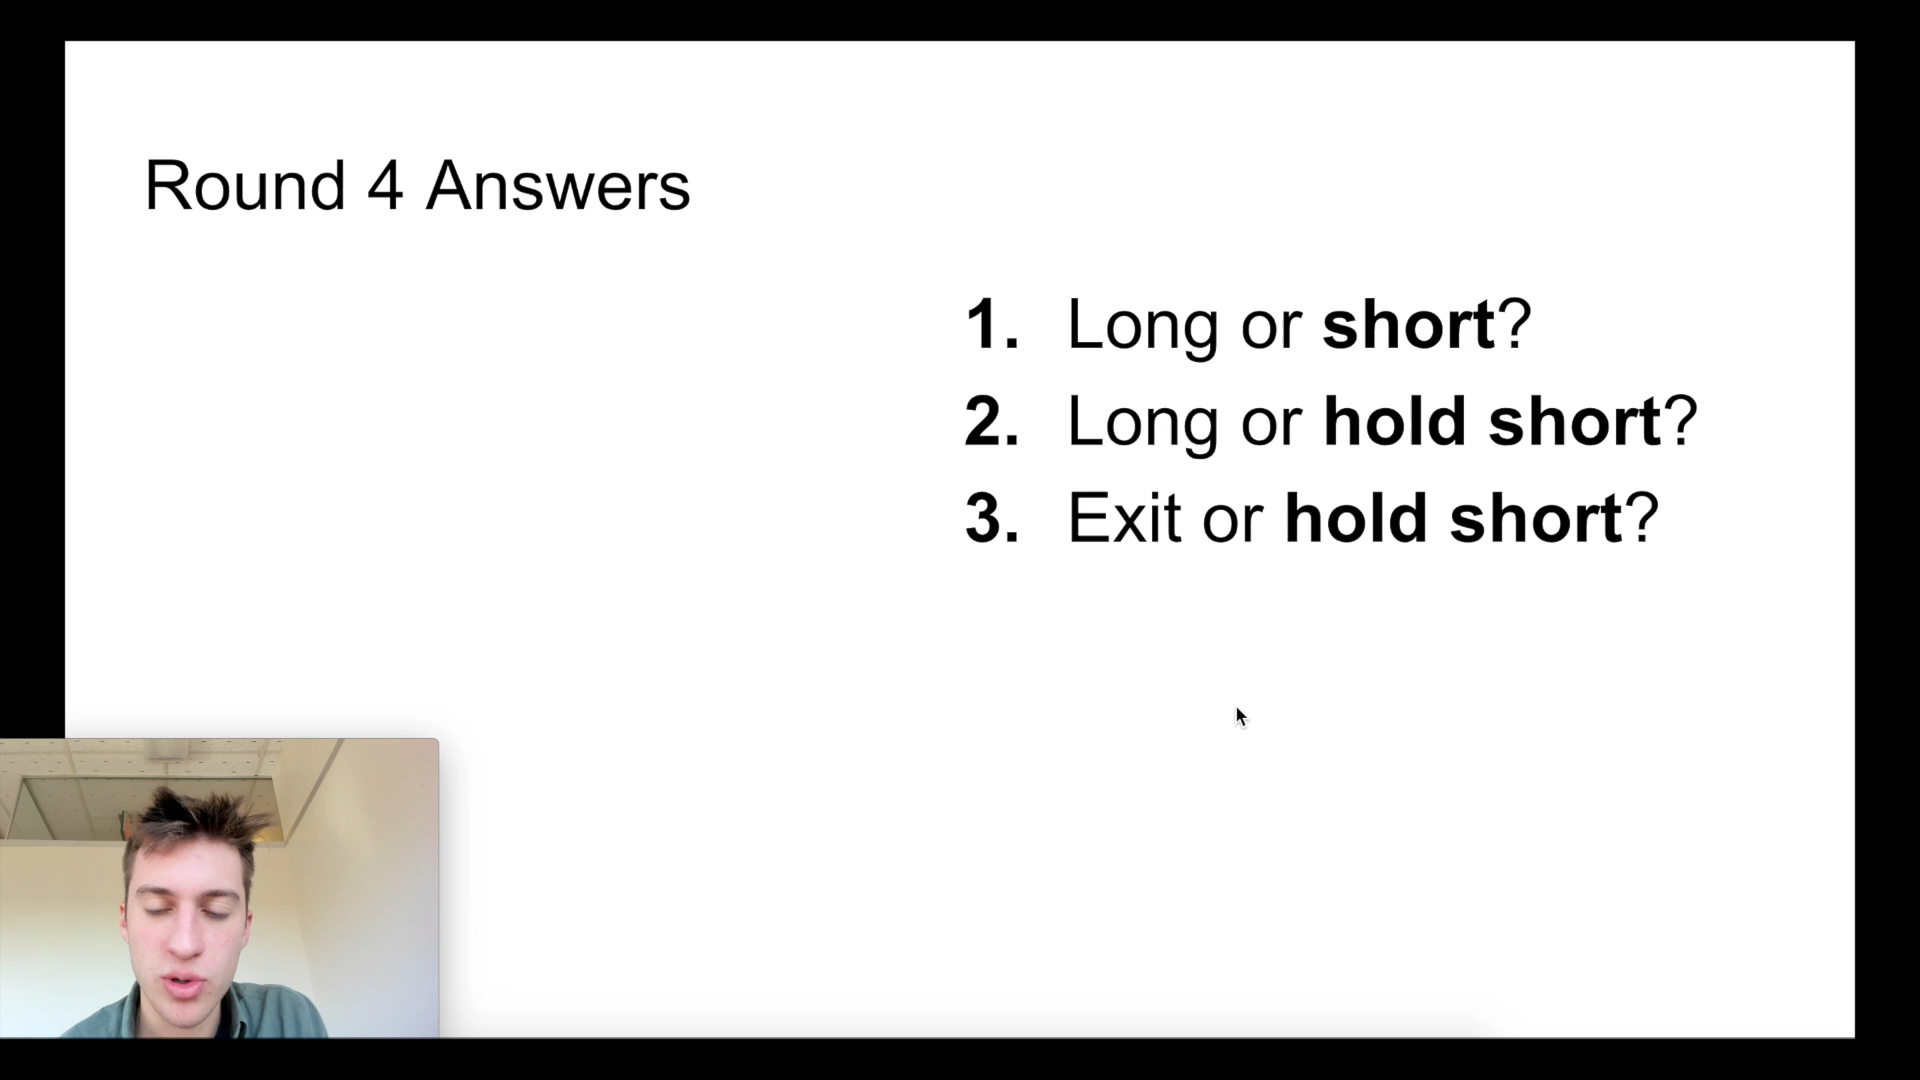 Round 4 Answers
1. Long or short?
2. Long or hold short?
3. Exit or hold short?